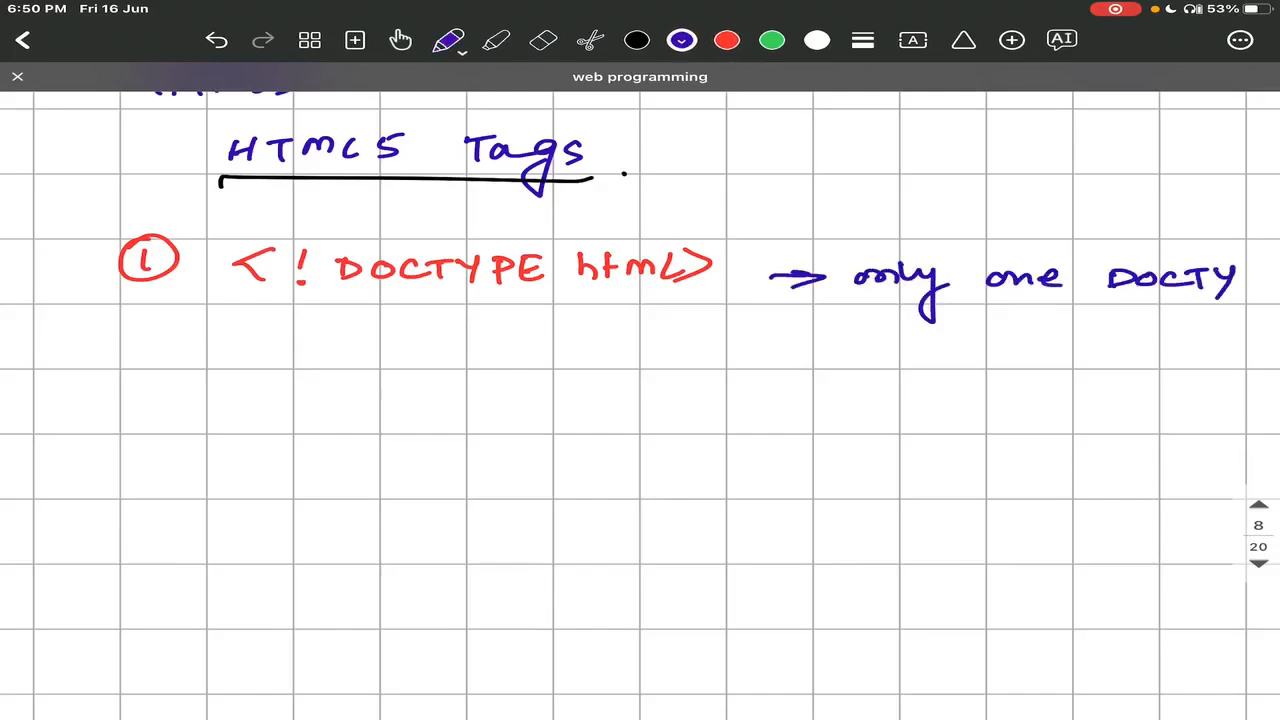 6:50 PM Fri 16 Jun
53%
A
AI
web programming
HTML5 Tags
① <! DOCTYPE html> → only one DOCTY
8
20